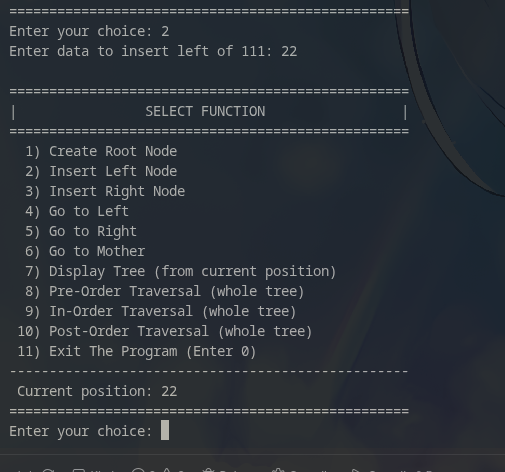 ==================================================
Enter your choice: 2
Enter data to insert left of 111: 22
==================================================
|                SELECT FUNCTION                 |
==================================================
  1) Create Root Node
  2) Insert Left Node
  3) Insert Right Node
  4) Go to Left
  5) Go to Right
  6) Go to Mother
  7) Display Tree (from current position)
  8) Pre-Order Traversal (whole tree)
  9) In-Order Traversal (whole tree)
 10) Post-Order Traversal (whole tree)
 11) Exit The Program (Enter 0)
--------------------------------------------------
 Current position: 22
==================================================
Enter your choice: